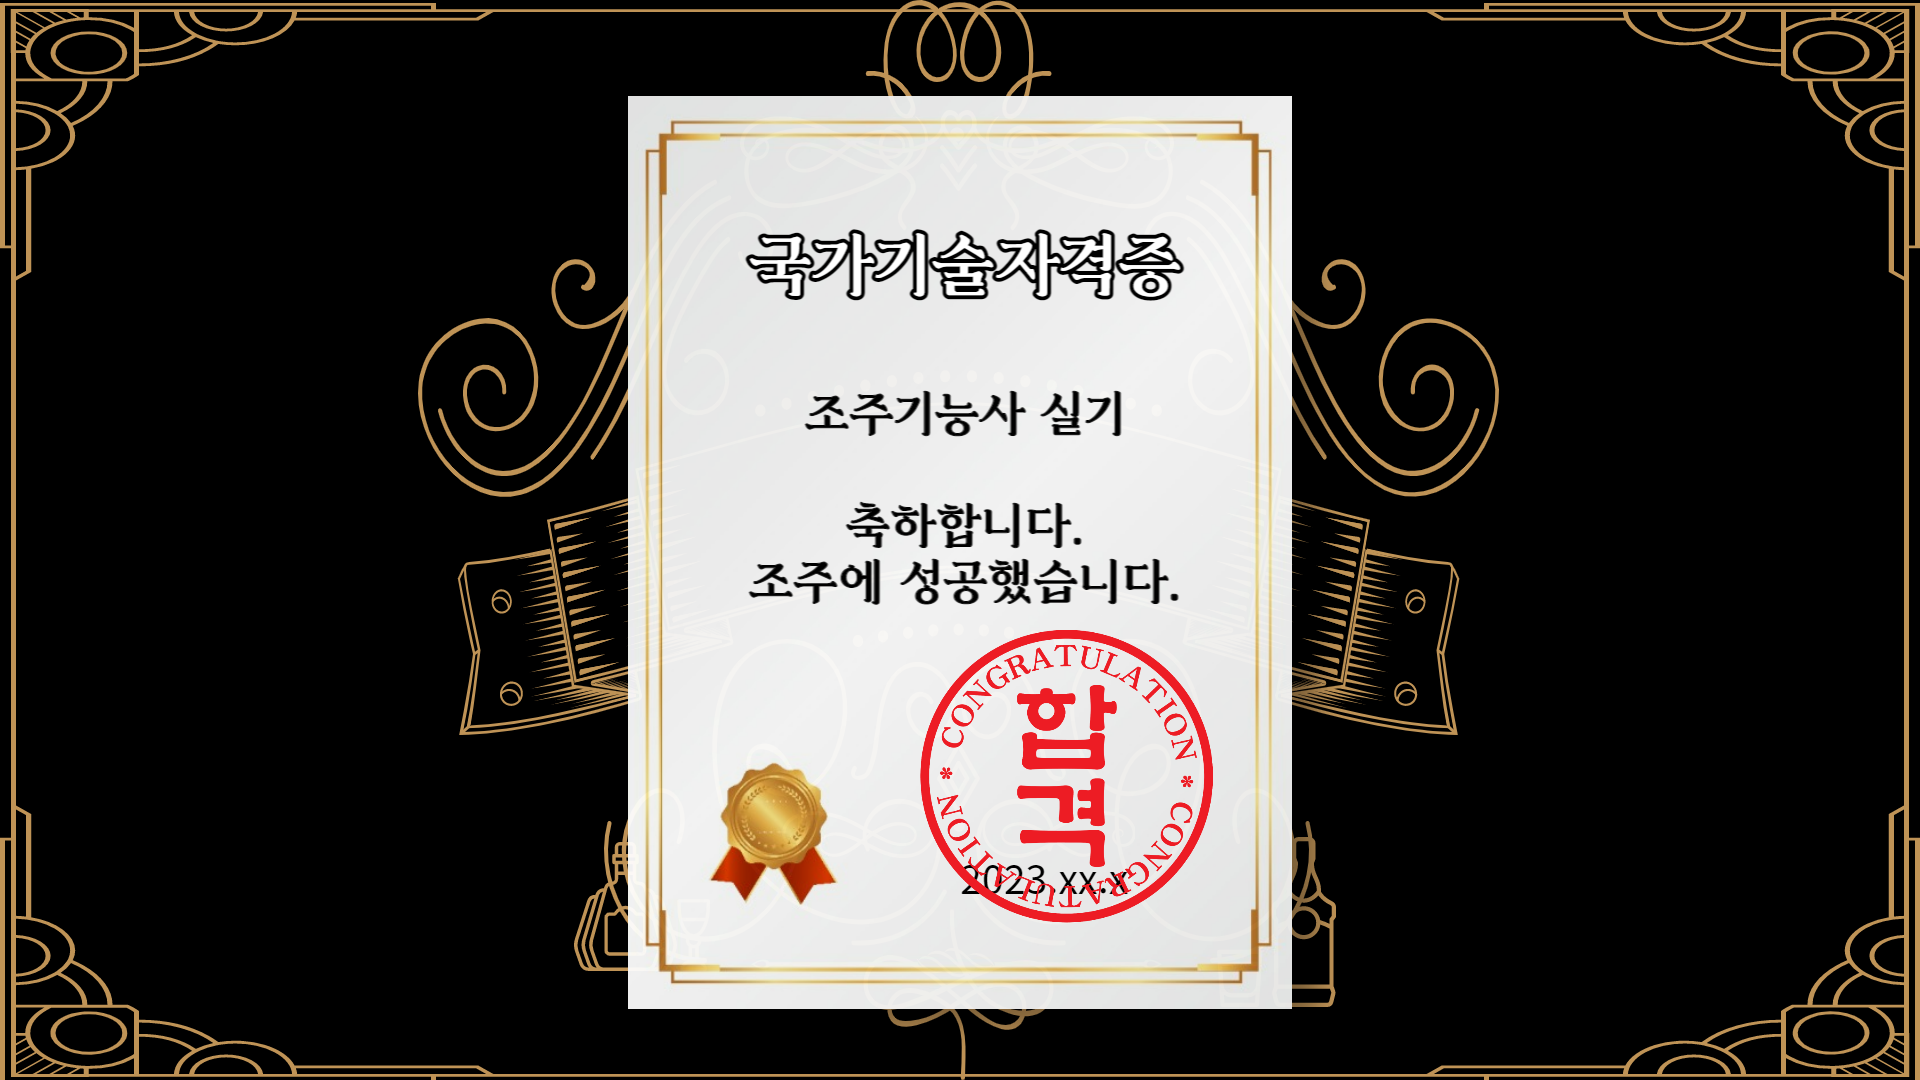 국가기술자격증
조주기능사 실기
축하합니다.
조주에 성공했습니다.
* CONGRATULATION * CONGRATULATION
합
격
2023.xx.x